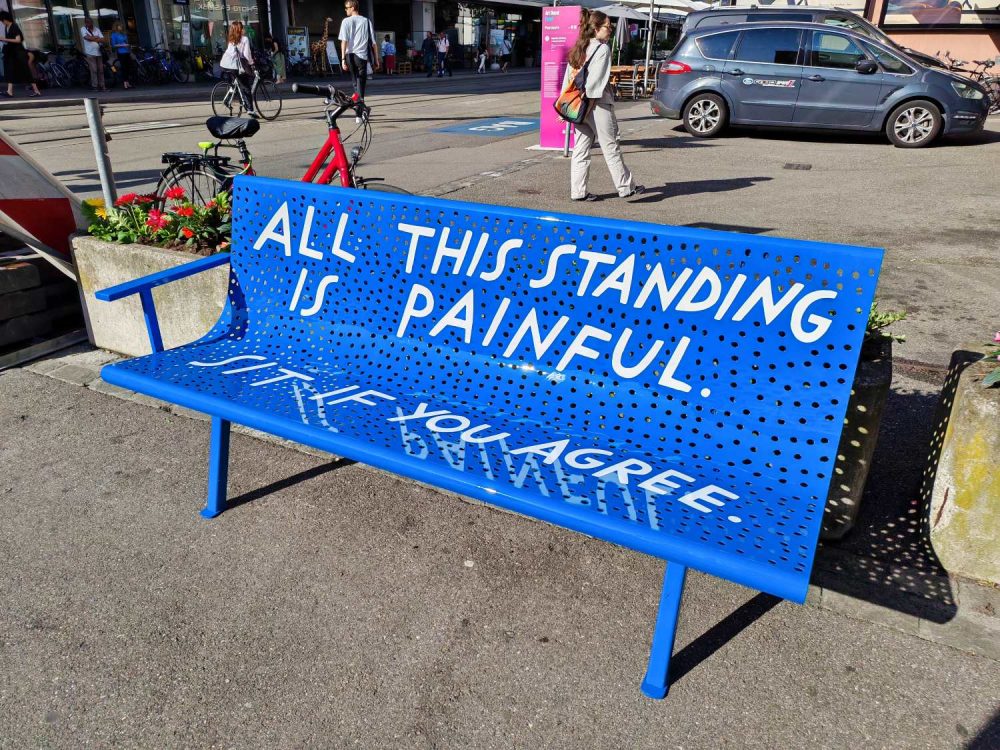 ALL THIS STANDING
IS PAINFUL.
SIT IF YOU AGREE.